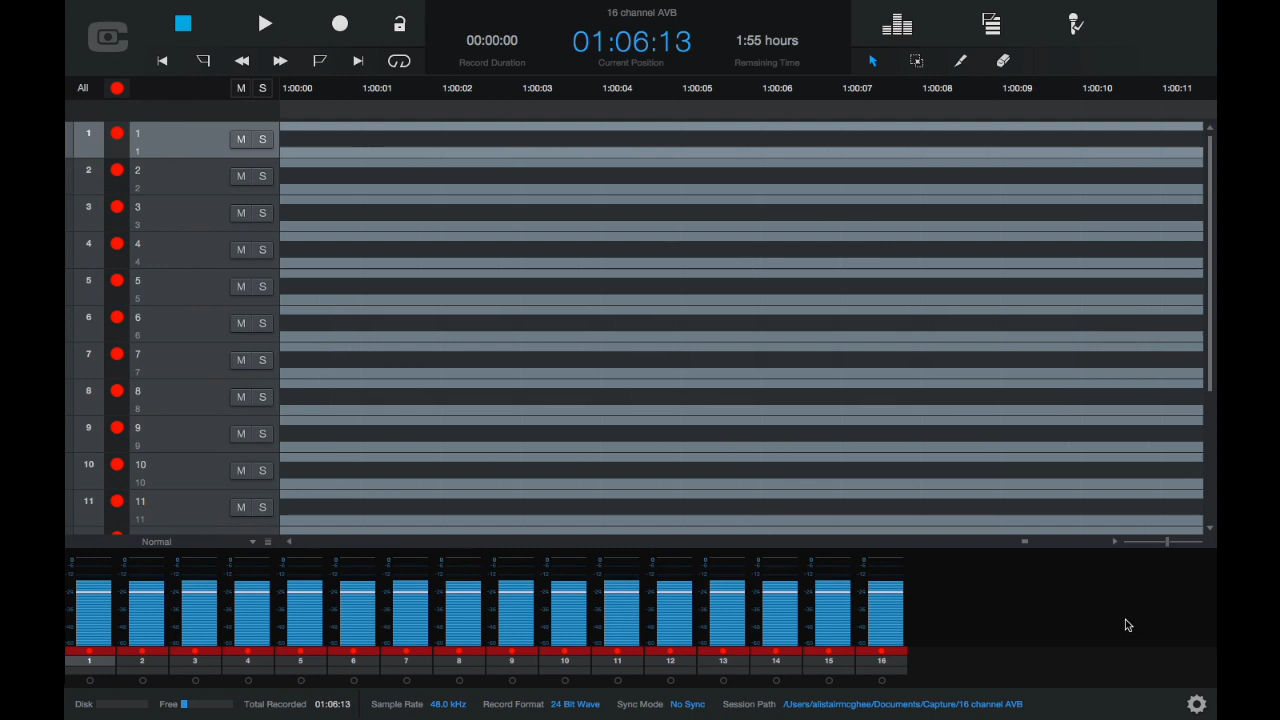 16 channel AVB
00:00:00
01:06:13
1:55 hours
Record Duration
Current Position
Remaining Time
All
M S
1:00:00 1:00:01 1:00:02 1:00:03 1:00:04 1:00:05 1:00:06 1:00:07 1:00:08 1:00:09 1:00:10 1:00:11
1 1 M S
1
2 2 M S
2
3 3 M S
3
4 4 M S
4
5 5 M S
5
6 6 M S
6
7 7 M S
7
8 8 M S
8
9 9 M S
9
10 10 M S
10
11 11 M S
11
Normal
1 2 3 4 5 6 7 8 9 10 11 12 13 14 15 16
Disk Free Total Recorded 01:06:13 Sample Rate 48.0 kHz Record Format 24 Bit Wave Sync Mode No Sync Session Path /Users/alistairmcghee/Documents/Capture/16 channel AVB